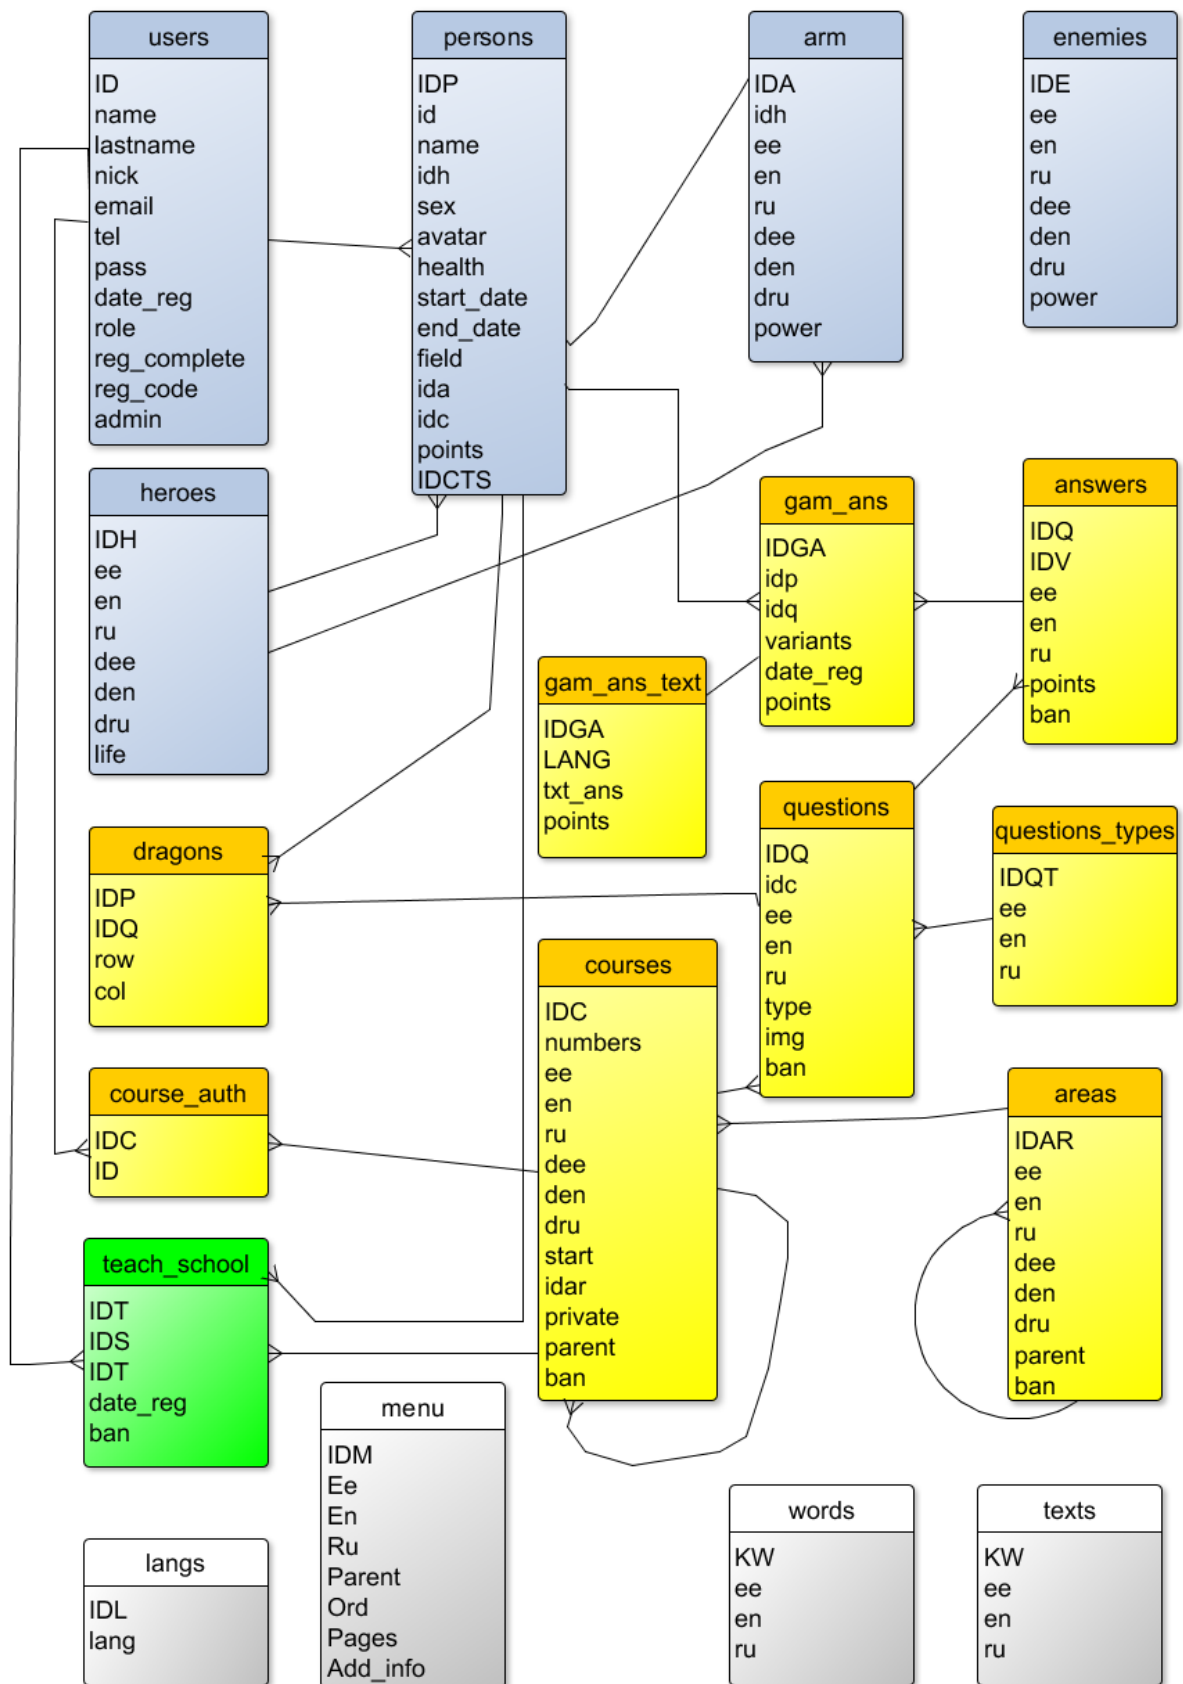 users
ID
name
lastname
nick
email
tel
pass
date_reg
role
reg_complete
reg_code
admin
persons
IDP
id
name
idh
sex
avatar
health
start_date
end_date
field
ida
idc
points
IDCTS
arm
IDA
idh
ee
en
ru
dee
den
dru
power
enemies
IDE
ee
en
ru
dee
den
dru
power
heroes
IDH
ee
en
ru
dee
den
dru
life
gam_ans
IDGA
idp
idq
variants
date_reg
points
answers
IDQ
IDV
ee
en
ru
points
ban
gam_ans_text
IDGA
LANG
txt_ans
points
dragons
IDP
IDQ
row
col
questions
IDQ
idc
ee
en
ru
type
img
ban
questions_types
IDQT
ee
en
ru
courses
IDC
numbers
ee
en
ru
dee
den
dru
start
idar
private
parent
ban
course_auth
IDC
ID
areas
IDAR
ee
en
ru
dee
den
dru
parent
ban
teach_school
IDT
IDS
IDT
date_reg
ban
menu
IDM
Ee
En
Ru
Parent
Ord
Pages
Add_info
langs
IDL
lang
words
KW
ee
en
ru
texts
KW
ee
en
ru